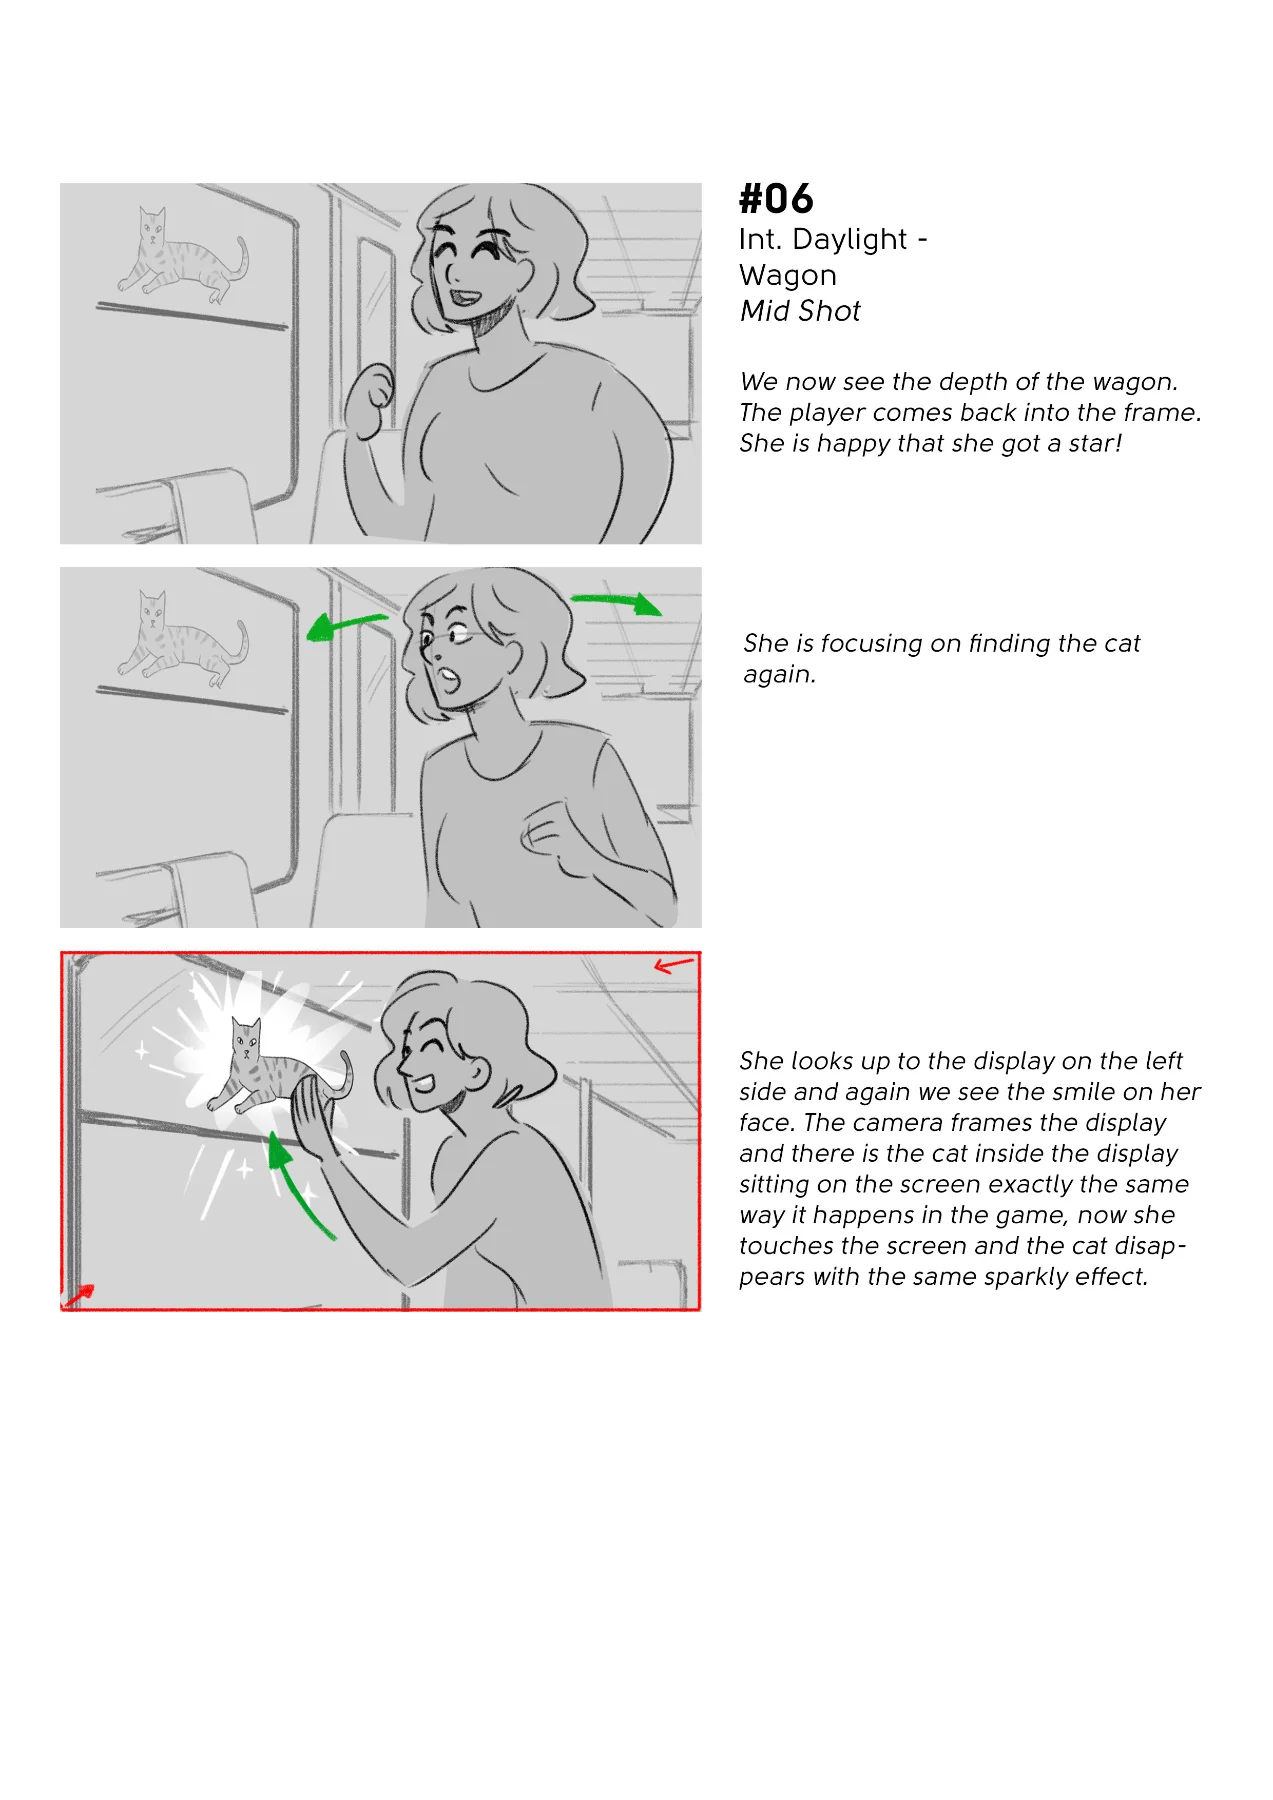 #06
Int. Daylight -
Wagon
Mid Shot
We now see the depth of the wagon.
The player comes back into the frame.
She is happy that she got a star!
She is focusing on finding the cat
again.
She looks up to the display on the left
side and again we see the smile on her
face. The camera frames the display
and there is the cat inside the display
sitting on the screen exactly the same
way it happens in the game, now she
touches the screen and the cat disap-
pears with the same sparkly effect.